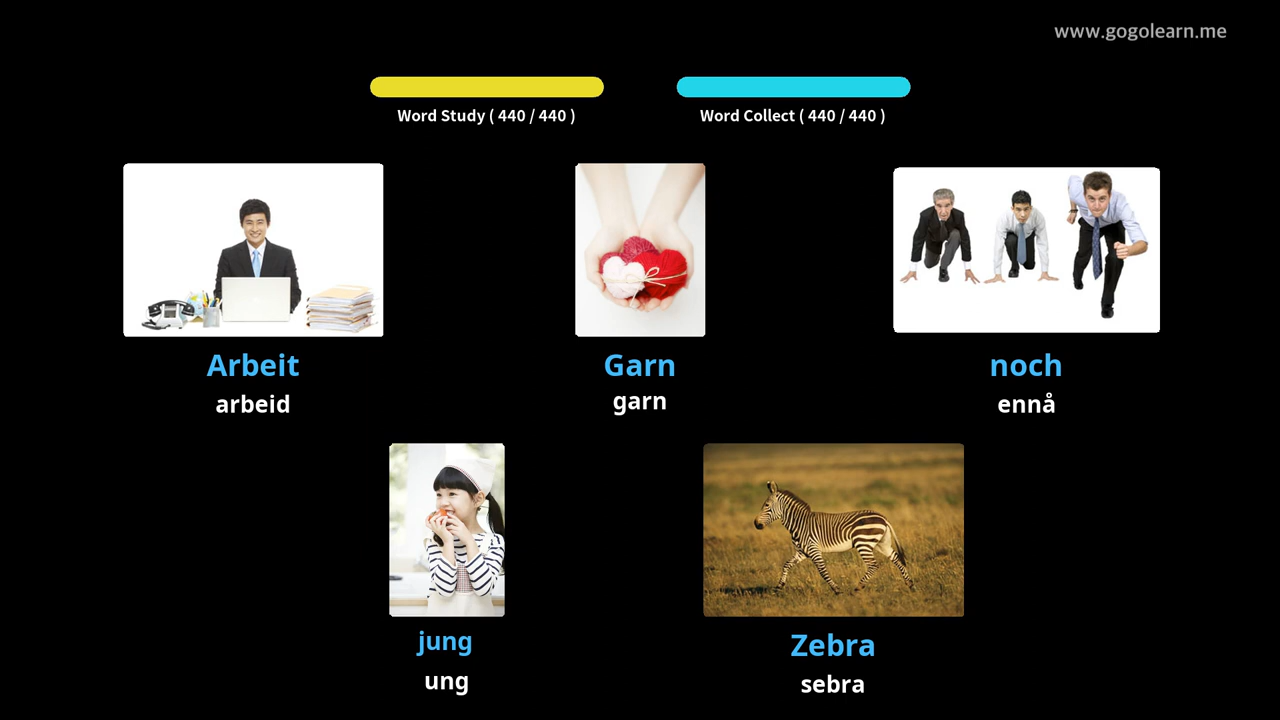 www.gogolearn.me
Word Study ( 440 / 440 )
Word Collect ( 440 / 440 )
Arbeit
arbeid
Garn
garn
noch
ennå
jung
ung
Zebra
sebra